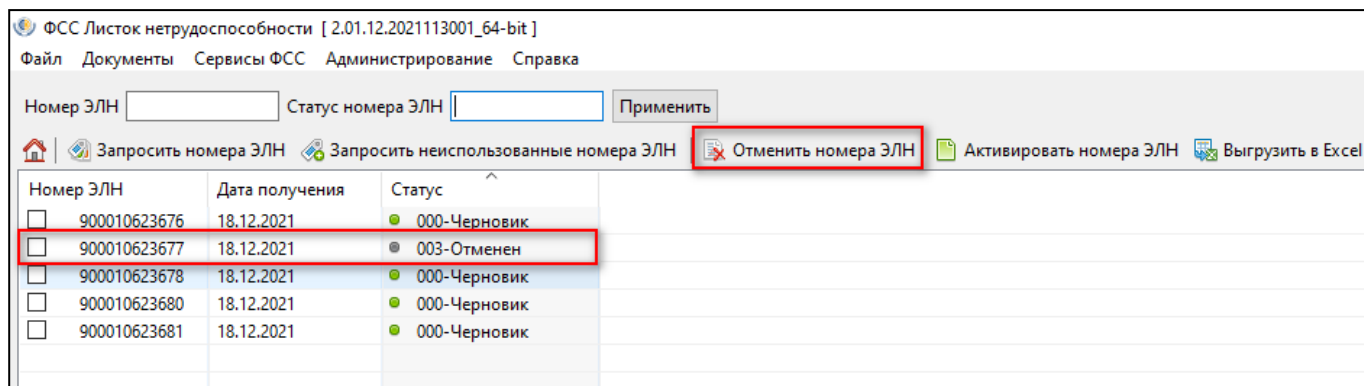 ФСС Листок нетрудоспособности [ 2.01.12.2021113001_64-bit ]
Файл Документы Сервисы ФСС Администрирование Справка
Номер ЭЛН Статус номера ЭЛН Применить
Запросить номера ЭЛН Запросить неиспользованные номера ЭЛН Отменить номера ЭЛН Активировать номера ЭЛН Выгрузить в Excel
Номер ЭЛН Дата получения Статус
900010623676 18.12.2021 000-Черновик
900010623677 18.12.2021 003-Отменен
900010623678 18.12.2021 000-Черновик
900010623680 18.12.2021 000-Черновик
900010623681 18.12.2021 000-Черновик